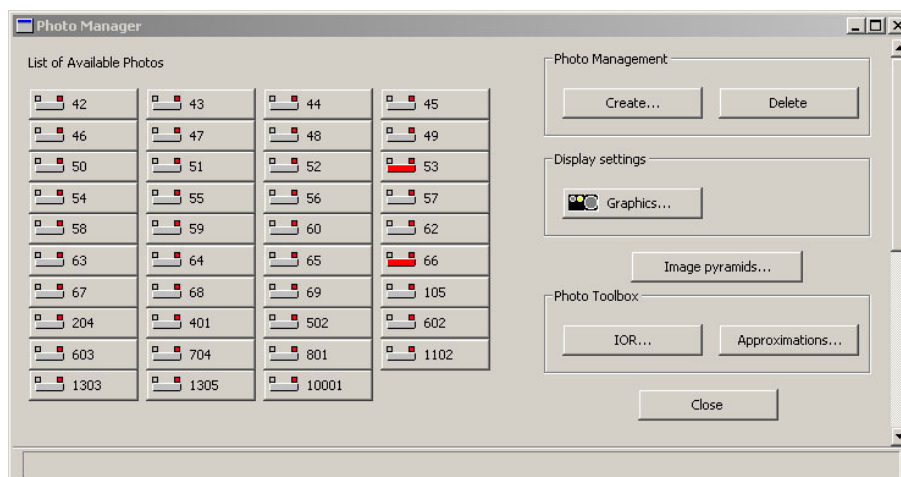 Photo Manager
List of Available Photos
42 43 44 45
46 47 48 49
50 51 52 53
54 55 56 57
58 59 60 62
63 64 65 66
67 68 69 105
204 401 502 602
603 704 801 1102
1303 1305 10001
Photo Management
Create... Delete
Display settings
Graphics...
Image pyramids...
Photo Toolbox
IOR... Approximations...
Close